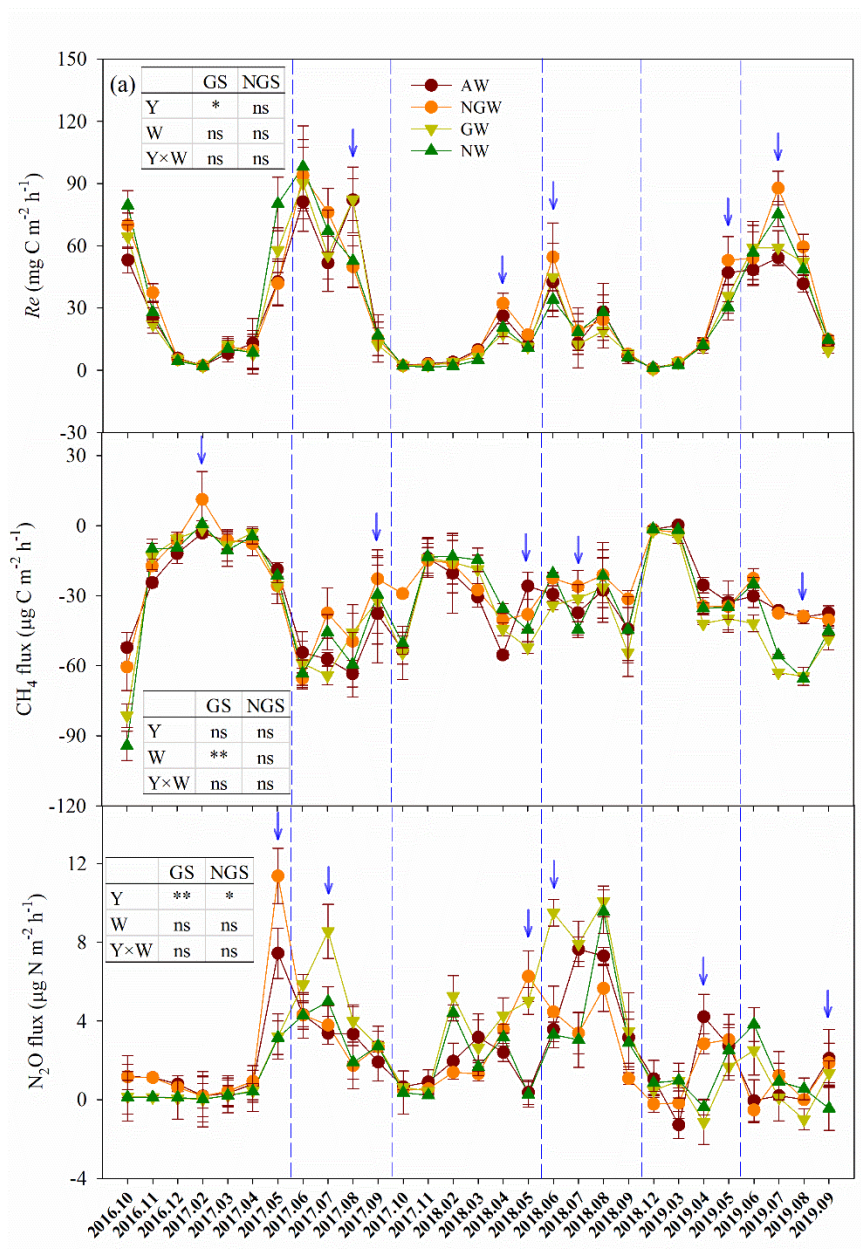 150
(a)
GS NGS
Y * ns
W ns ns
Y×W ns ns
AW
NGW
GW
NW
120
90
60
30
0
-30
Re (mg C m⁻² h⁻¹)
30
0
-30
-60
-90
-120
CH₄ flux (μg C m⁻² h⁻¹)
GS NGS
Y ns ns
W ** ns
Y×W ns ns
12
8
4
0
-4
N₂O flux (μg N m⁻² h⁻¹)
GS NGS
Y ** *
W ns ns
Y×W ns ns
2016.10 2016.11 2016.12 2017.02 2017.03 2017.04 2017.05 2017.06 2017.07 2017.08 2017.09 2017.10 2017.11 2018.02 2018.03 2018.04 2018.05 2018.06 2018.07 2018.08 2018.09 2018.12 2019.03 2019.04 2019.05 2019.06 2019.07 2019.08 2019.09